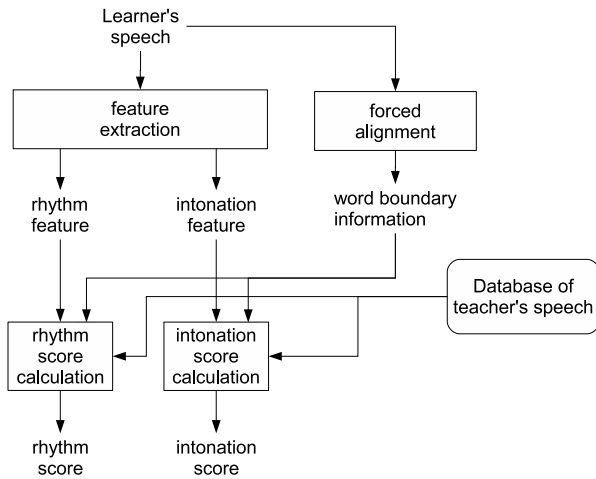 Learner's
speech
feature
extraction
forced
alignment
rhythm
feature
intonation
feature
word boundary
information
Database of
teacher's speech
rhythm
score
calculation
intonation
score
calculation
rhythm
score
intonation
score